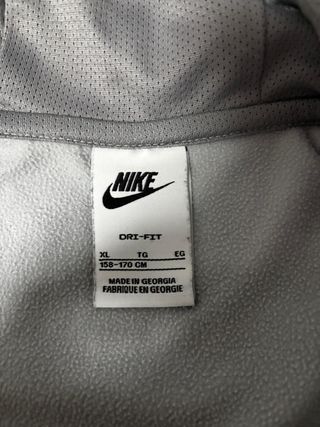 NIKE
DRI-FIT
XL TG EG
158-170 CM
MADE IN GEORGIA
FABRIQUE EN GEORGIE